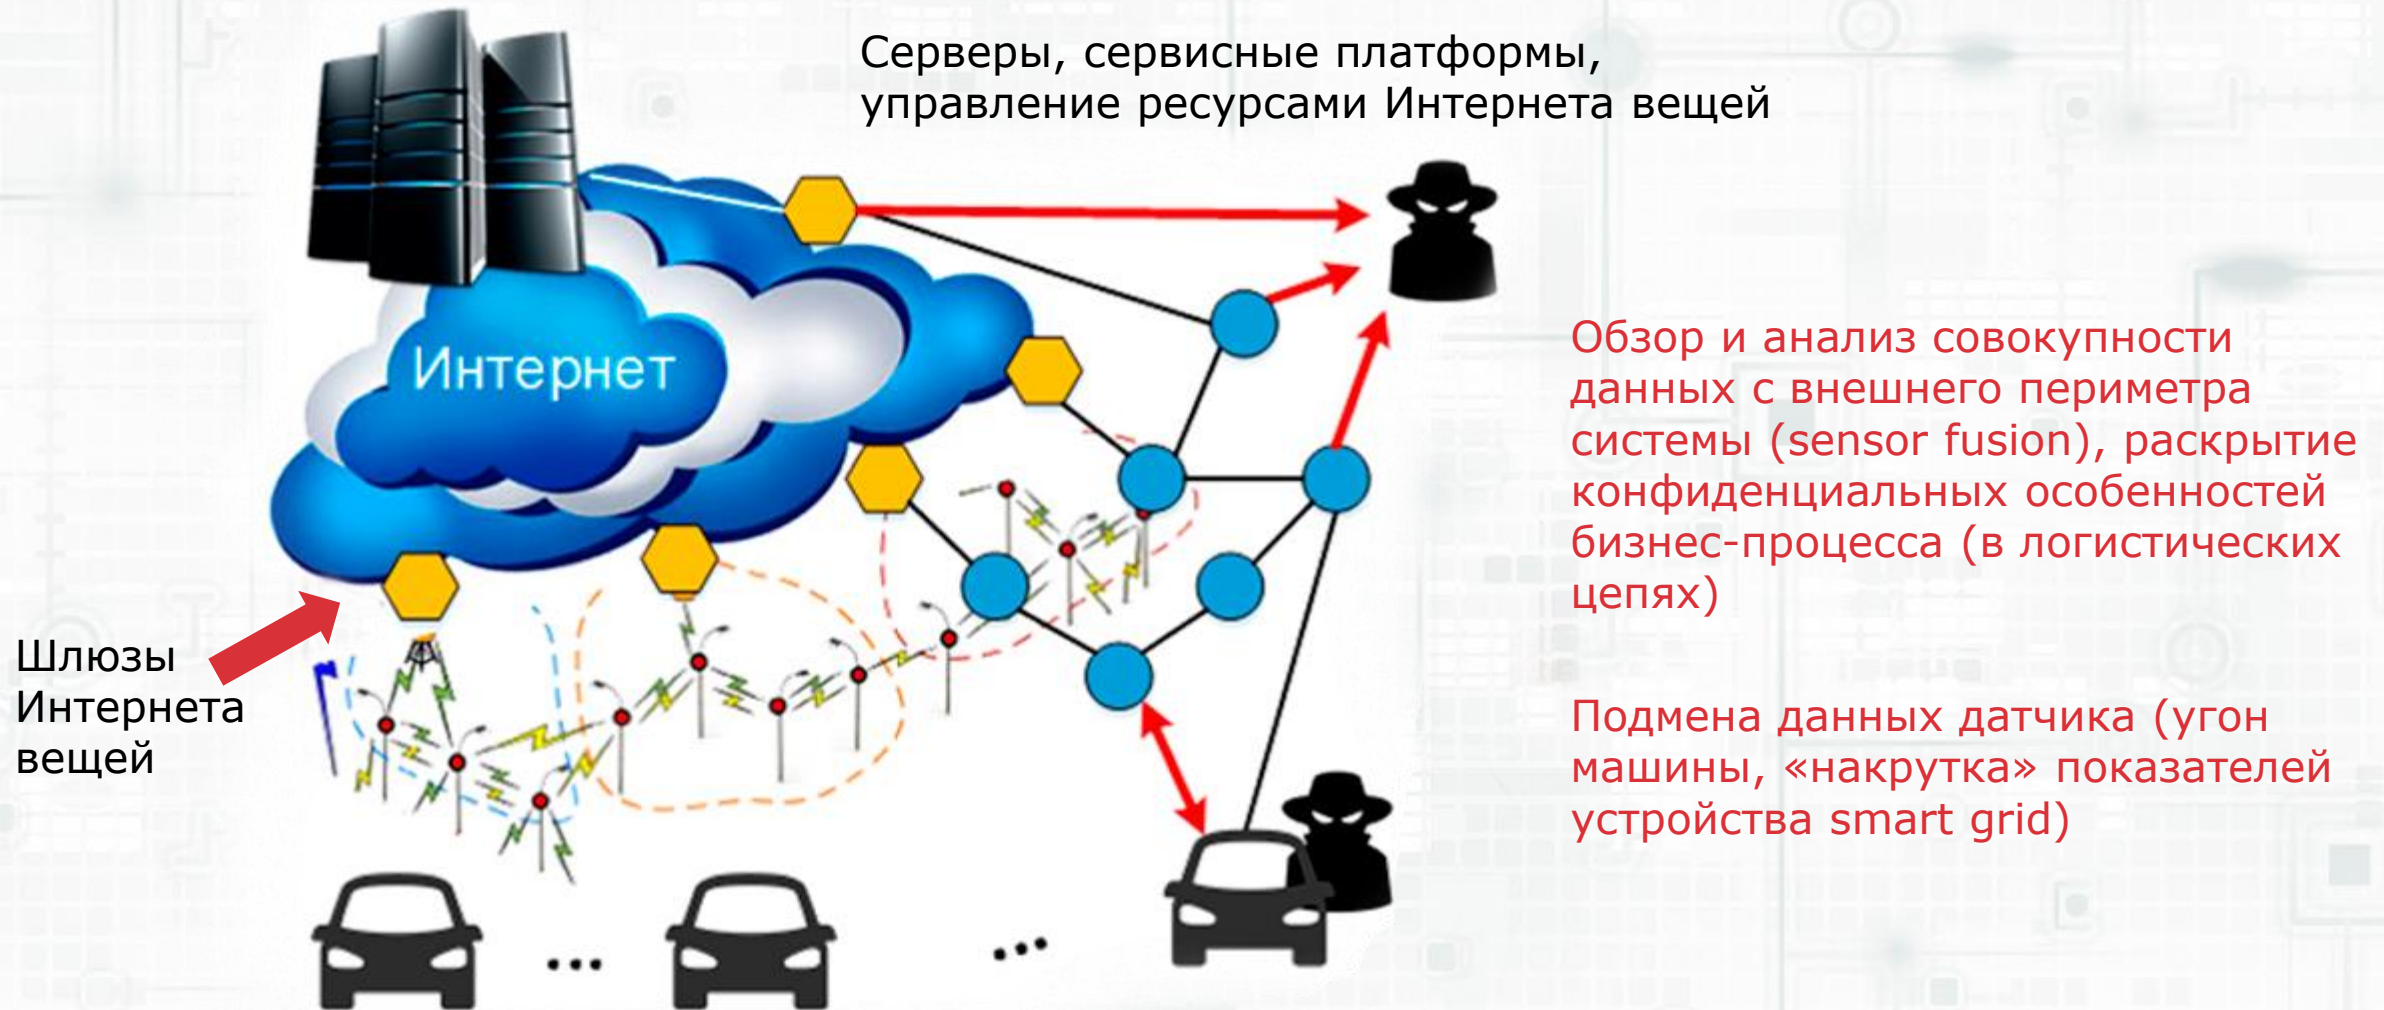 Серверы, сервисные платформы,
управление ресурсами Интернета вещей
Интернет
Обзор и анализ совокупности
данных с внешнего периметра
системы (sensor fusion), раскрытие
конфиденциальных особенностей
бизнес-процесса (в логистических
цепях)
Шлюзы
Интернета
вещей
Подмена данных датчика (угон
машины, «накрутка» показателей
устройства smart grid)
...
...